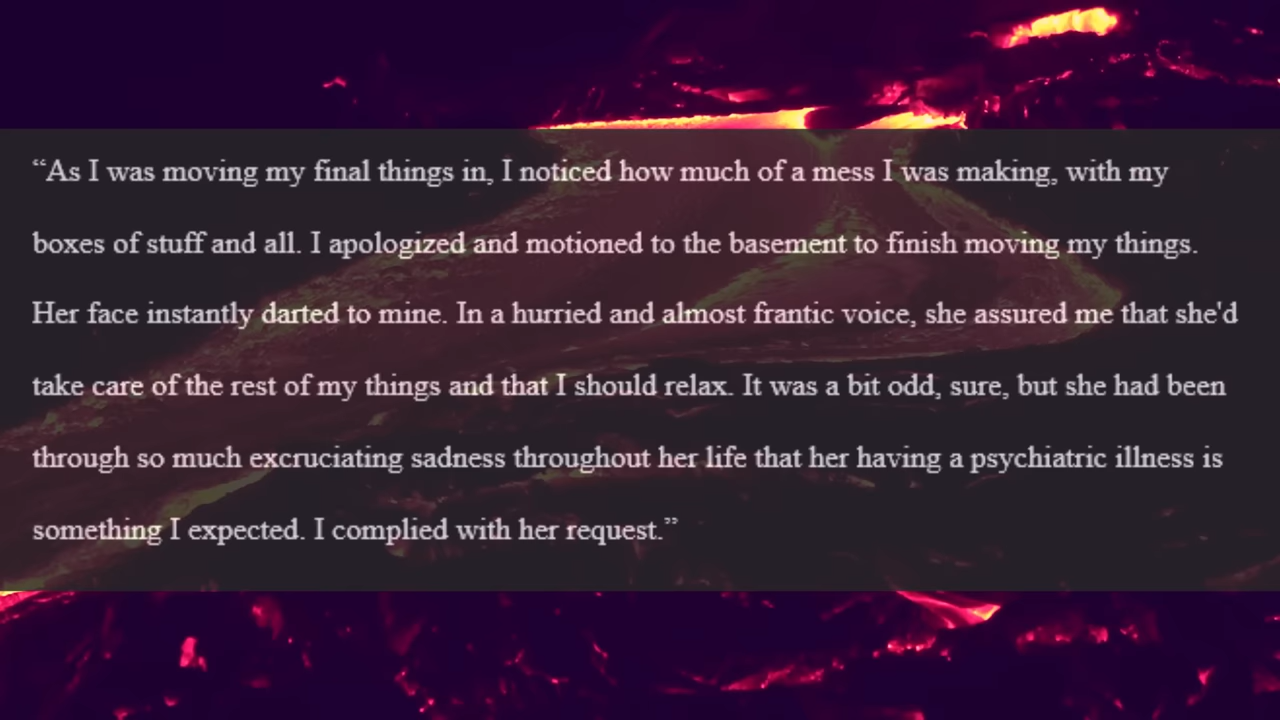 “As I was moving my final things in, I noticed how much of a mess I was making, with my
boxes of stuff and all. I apologized and motioned to the basement to finish moving my things.
Her face instantly darted to mine. In a hurried and almost frantic voice, she assured me that she'd
take care of the rest of my things and that I should relax. It was a bit odd, sure, but she had been
through so much excruciating sadness throughout her life that her having a psychiatric illness is
something I expected. I complied with her request.”